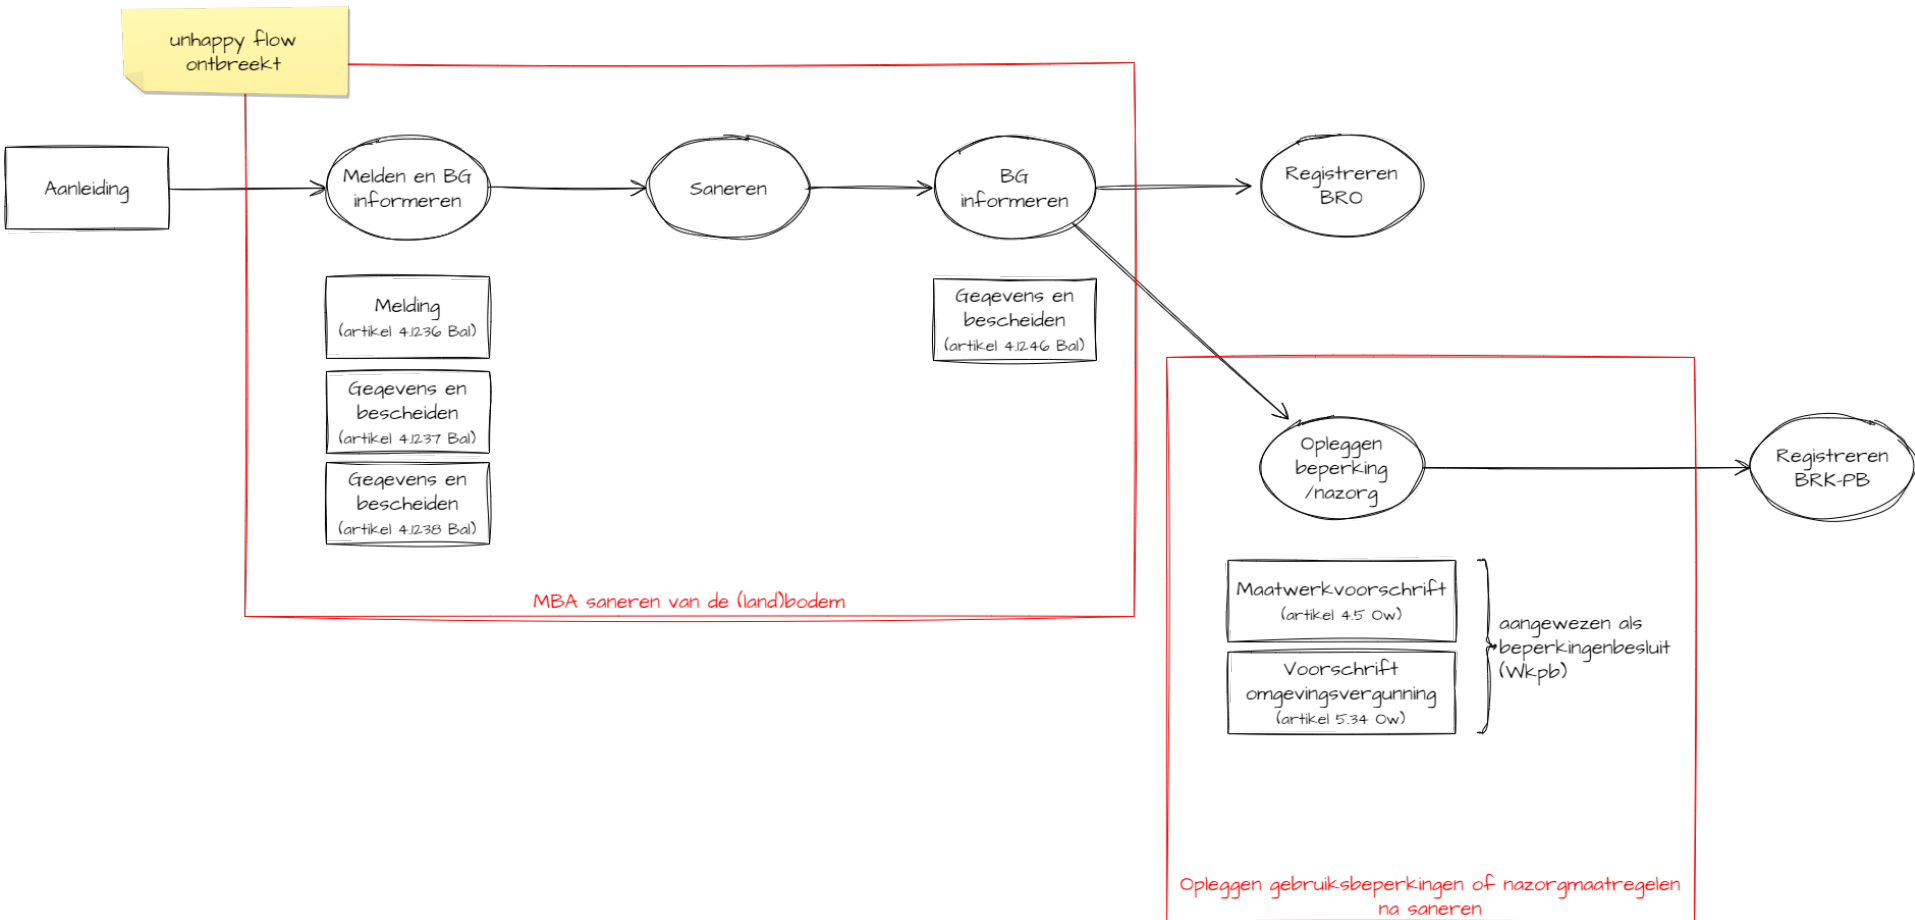 unhappy flow
ontbreekt
Aanleiding
Melden en BG
informeren
Saneren
BG
informeren
Registreren
BRO
Melding
(artikel 4.1236 Bal)
Gegevens en
bescheiden
(artikel 4.1237 Bal)
Gegevens en
bescheiden
(artikel 4.1238 Bal)
Gegevens en
bescheiden
(artikel 4.1246 Bal)
MBA saneren van de (land)bodem
Opleggen
beperking
/nazorg
Registreren
BRK-PB
Maatwerkvoorschrift
(artikel 4.5 Ow)
Voorschrift
omgevingsvergunning
(artikel 5.34 Ow)
aangewezen als
beperkingenbesluit
(Wkpb)
Opleggen gebruiksbeperkingen of nazorgmaatregelen
na saneren